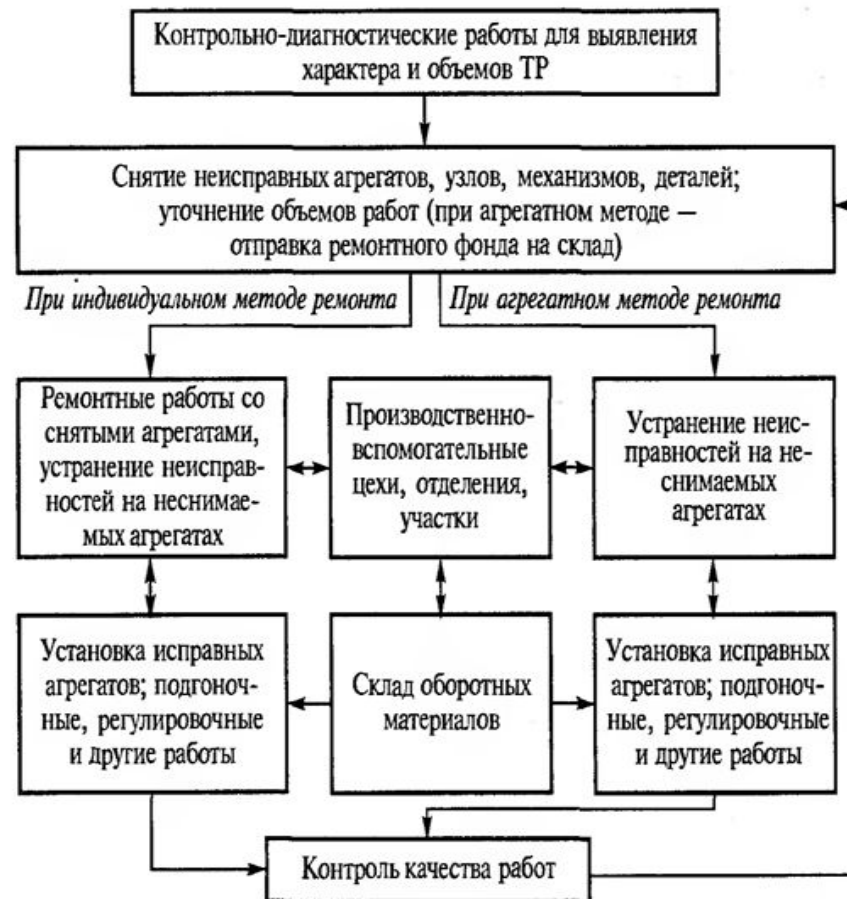 Контрольно-диагностические работы для выявления
характера и объемов ТР
Снятие неисправных агрегатов, узлов, механизмов, деталей;
уточнение объемов работ (при агрегатном методе —
отправка ремонтного фонда на склад)
При индивидуальном методе ремонта
При агрегатном методе ремонта
Ремонтные работы со
снятыми агрегатами,
устранение неисправ-
ностей на неснимае-
мых агрегатах
Производственно-
вспомогательные
цехи, отделения,
участки
Устранение неис-
правностей на не-
снимаемых
агрегатах
Установка исправных
агрегатов; подгоноч-
ные, регулировочные
и другие работы
Склад оборотных
материалов
Установка исправных
агрегатов; подгоноч-
ные, регулировочные
и другие работы
Контроль качества работ